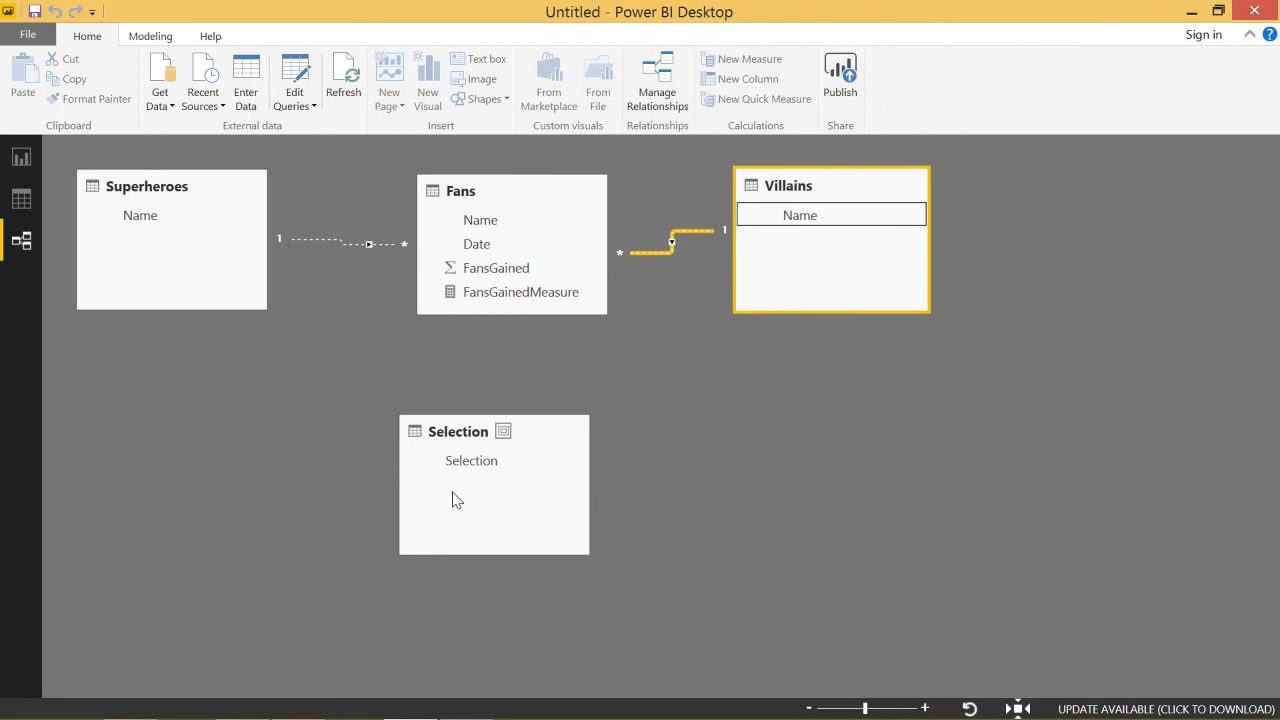 Untitled - Power BI Desktop
File
Home
Modeling
Help
Sign in
Paste
Cut
Copy
Format Painter
Clipboard
Get Data
Recent Sources
Enter Data
Edit Queries
External data
Refresh
New Page
New Visual
Text box
Image
Shapes
Insert
From Marketplace
From File
Custom visuals
Manage Relationships
Relationships
New Measure
New Column
New Quick Measure
Calculations
Publish
Share
Superheroes
Name
1
*
Fans
Name
Date
FansGained
FansGainedMeasure
*
1
Villains
Name
Selection
Selection
UPDATE AVAILABLE (CLICK TO DOWNLOAD)